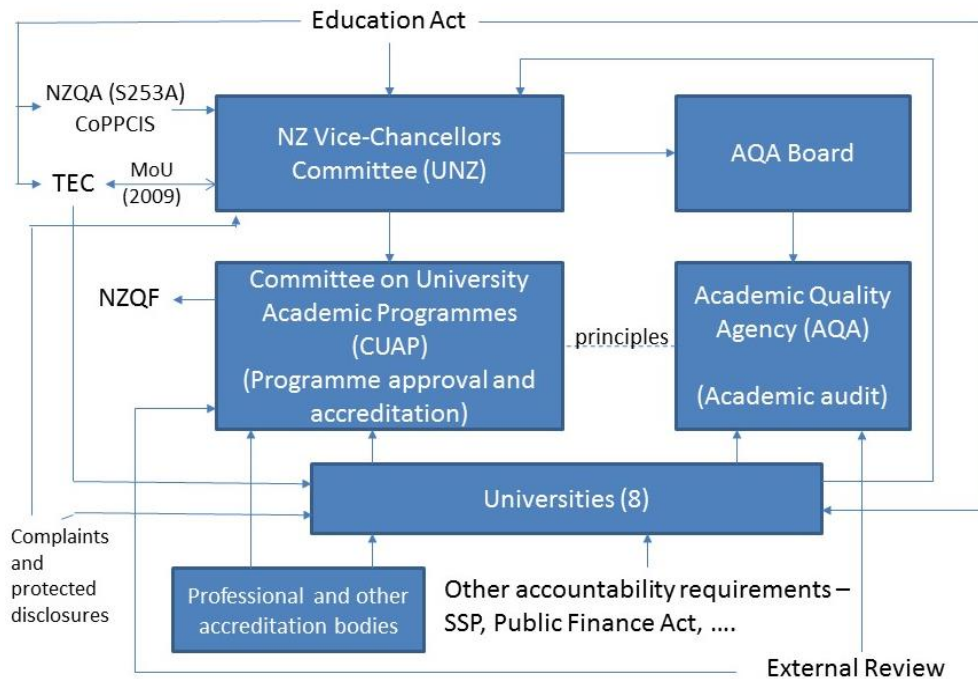 Education Act
NZQA (S253A)
CoPPCIS
NZ Vice-Chancellors
Committee (UNZ)
AQA Board
TEC
MoU
(2009)
NZQF
Committee on University
Academic Programmes
(CUAP)
(Programme approval and
accreditation)
principles
Academic Quality
Agency (AQA)
(Academic audit)
Universities (8)
Complaints
and
protected
disclosures
Professional and other
accreditation bodies
Other accountability requirements –
SSP, Public Finance Act, ....
External Review